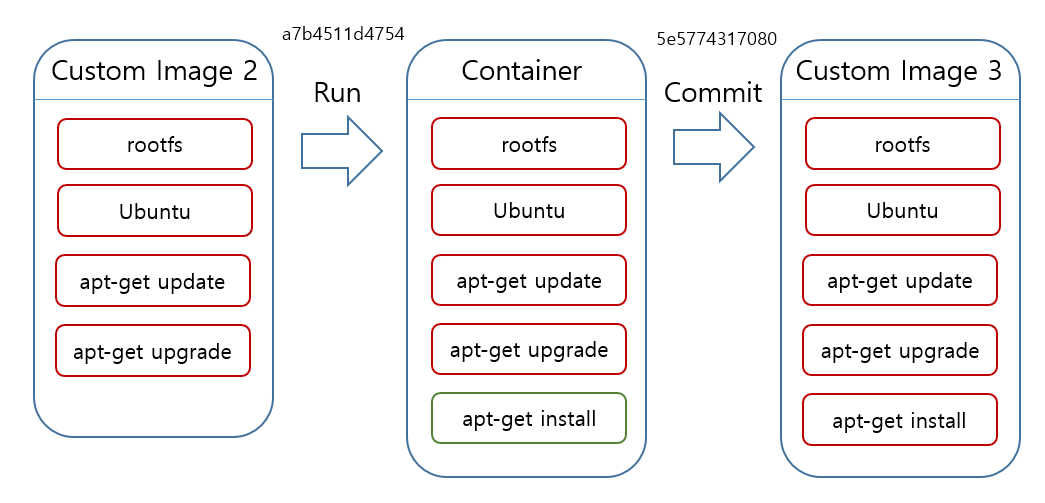 a7b4511d4754
5e5774317080
Custom Image 2
Run
Container
Commit
Custom Image 3
rootfs
Ubuntu
apt-get update
apt-get upgrade
rootfs
Ubuntu
apt-get update
apt-get upgrade
apt-get install
rootfs
Ubuntu
apt-get update
apt-get upgrade
apt-get install